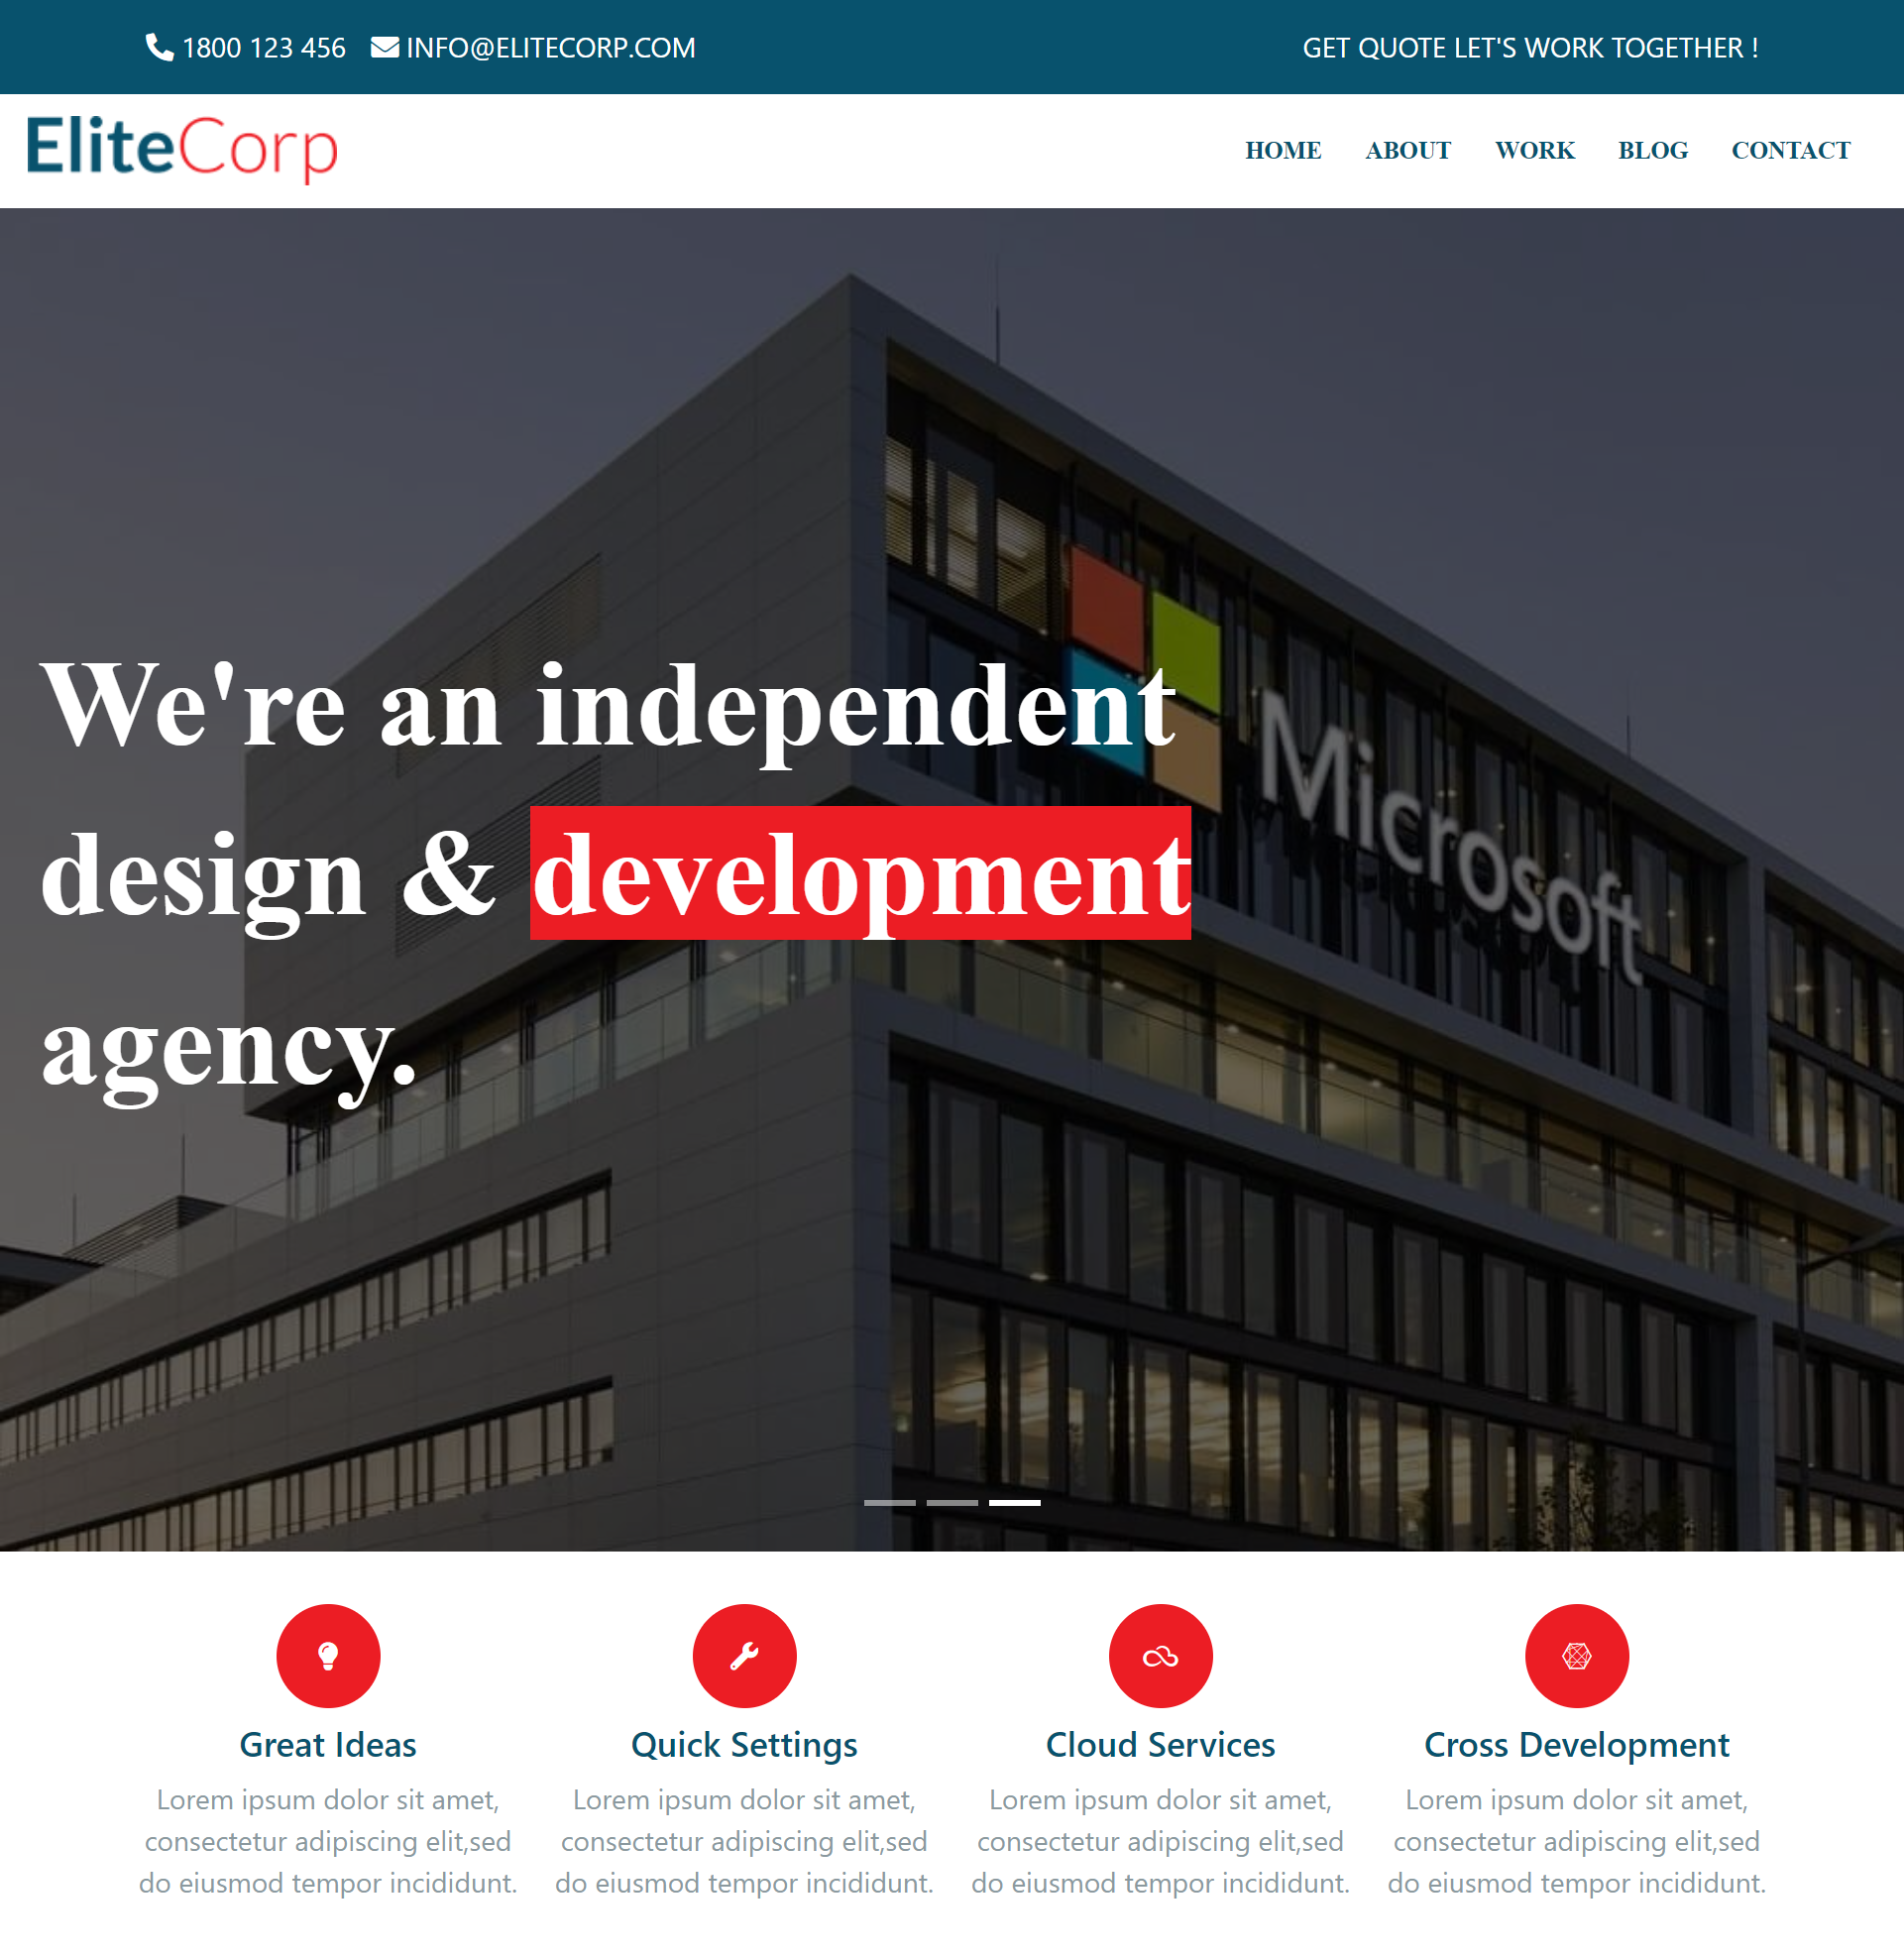 1800 123 456 INFO@ELITECORP.COM GET QUOTE LET'S WORK TOGETHER !
EliteCorp
HOME ABOUT WORK BLOG CONTACT
We're an independent
design & development
agency.
Microsoft
Great Ideas
Lorem ipsum dolor sit amet,
consectetur adipiscing elit,sed
do eiusmod tempor incididunt.
Quick Settings
Lorem ipsum dolor sit amet,
consectetur adipiscing elit,sed
do eiusmod tempor incididunt.
Cloud Services
Lorem ipsum dolor sit amet,
consectetur adipiscing elit,sed
do eiusmod tempor incididunt.
Cross Development
Lorem ipsum dolor sit amet,
consectetur adipiscing elit,sed
do eiusmod tempor incididunt.